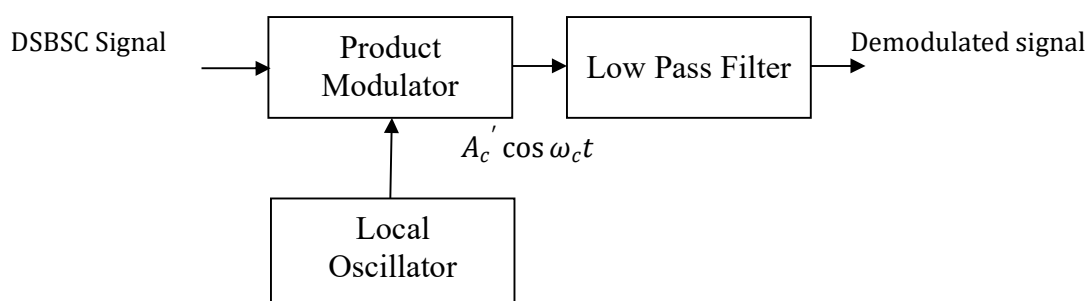 DSBSC Signal
Product
Modulator
Low Pass Filter
Demodulated signal
A_c′ cos ω_c t
Local
Oscillator